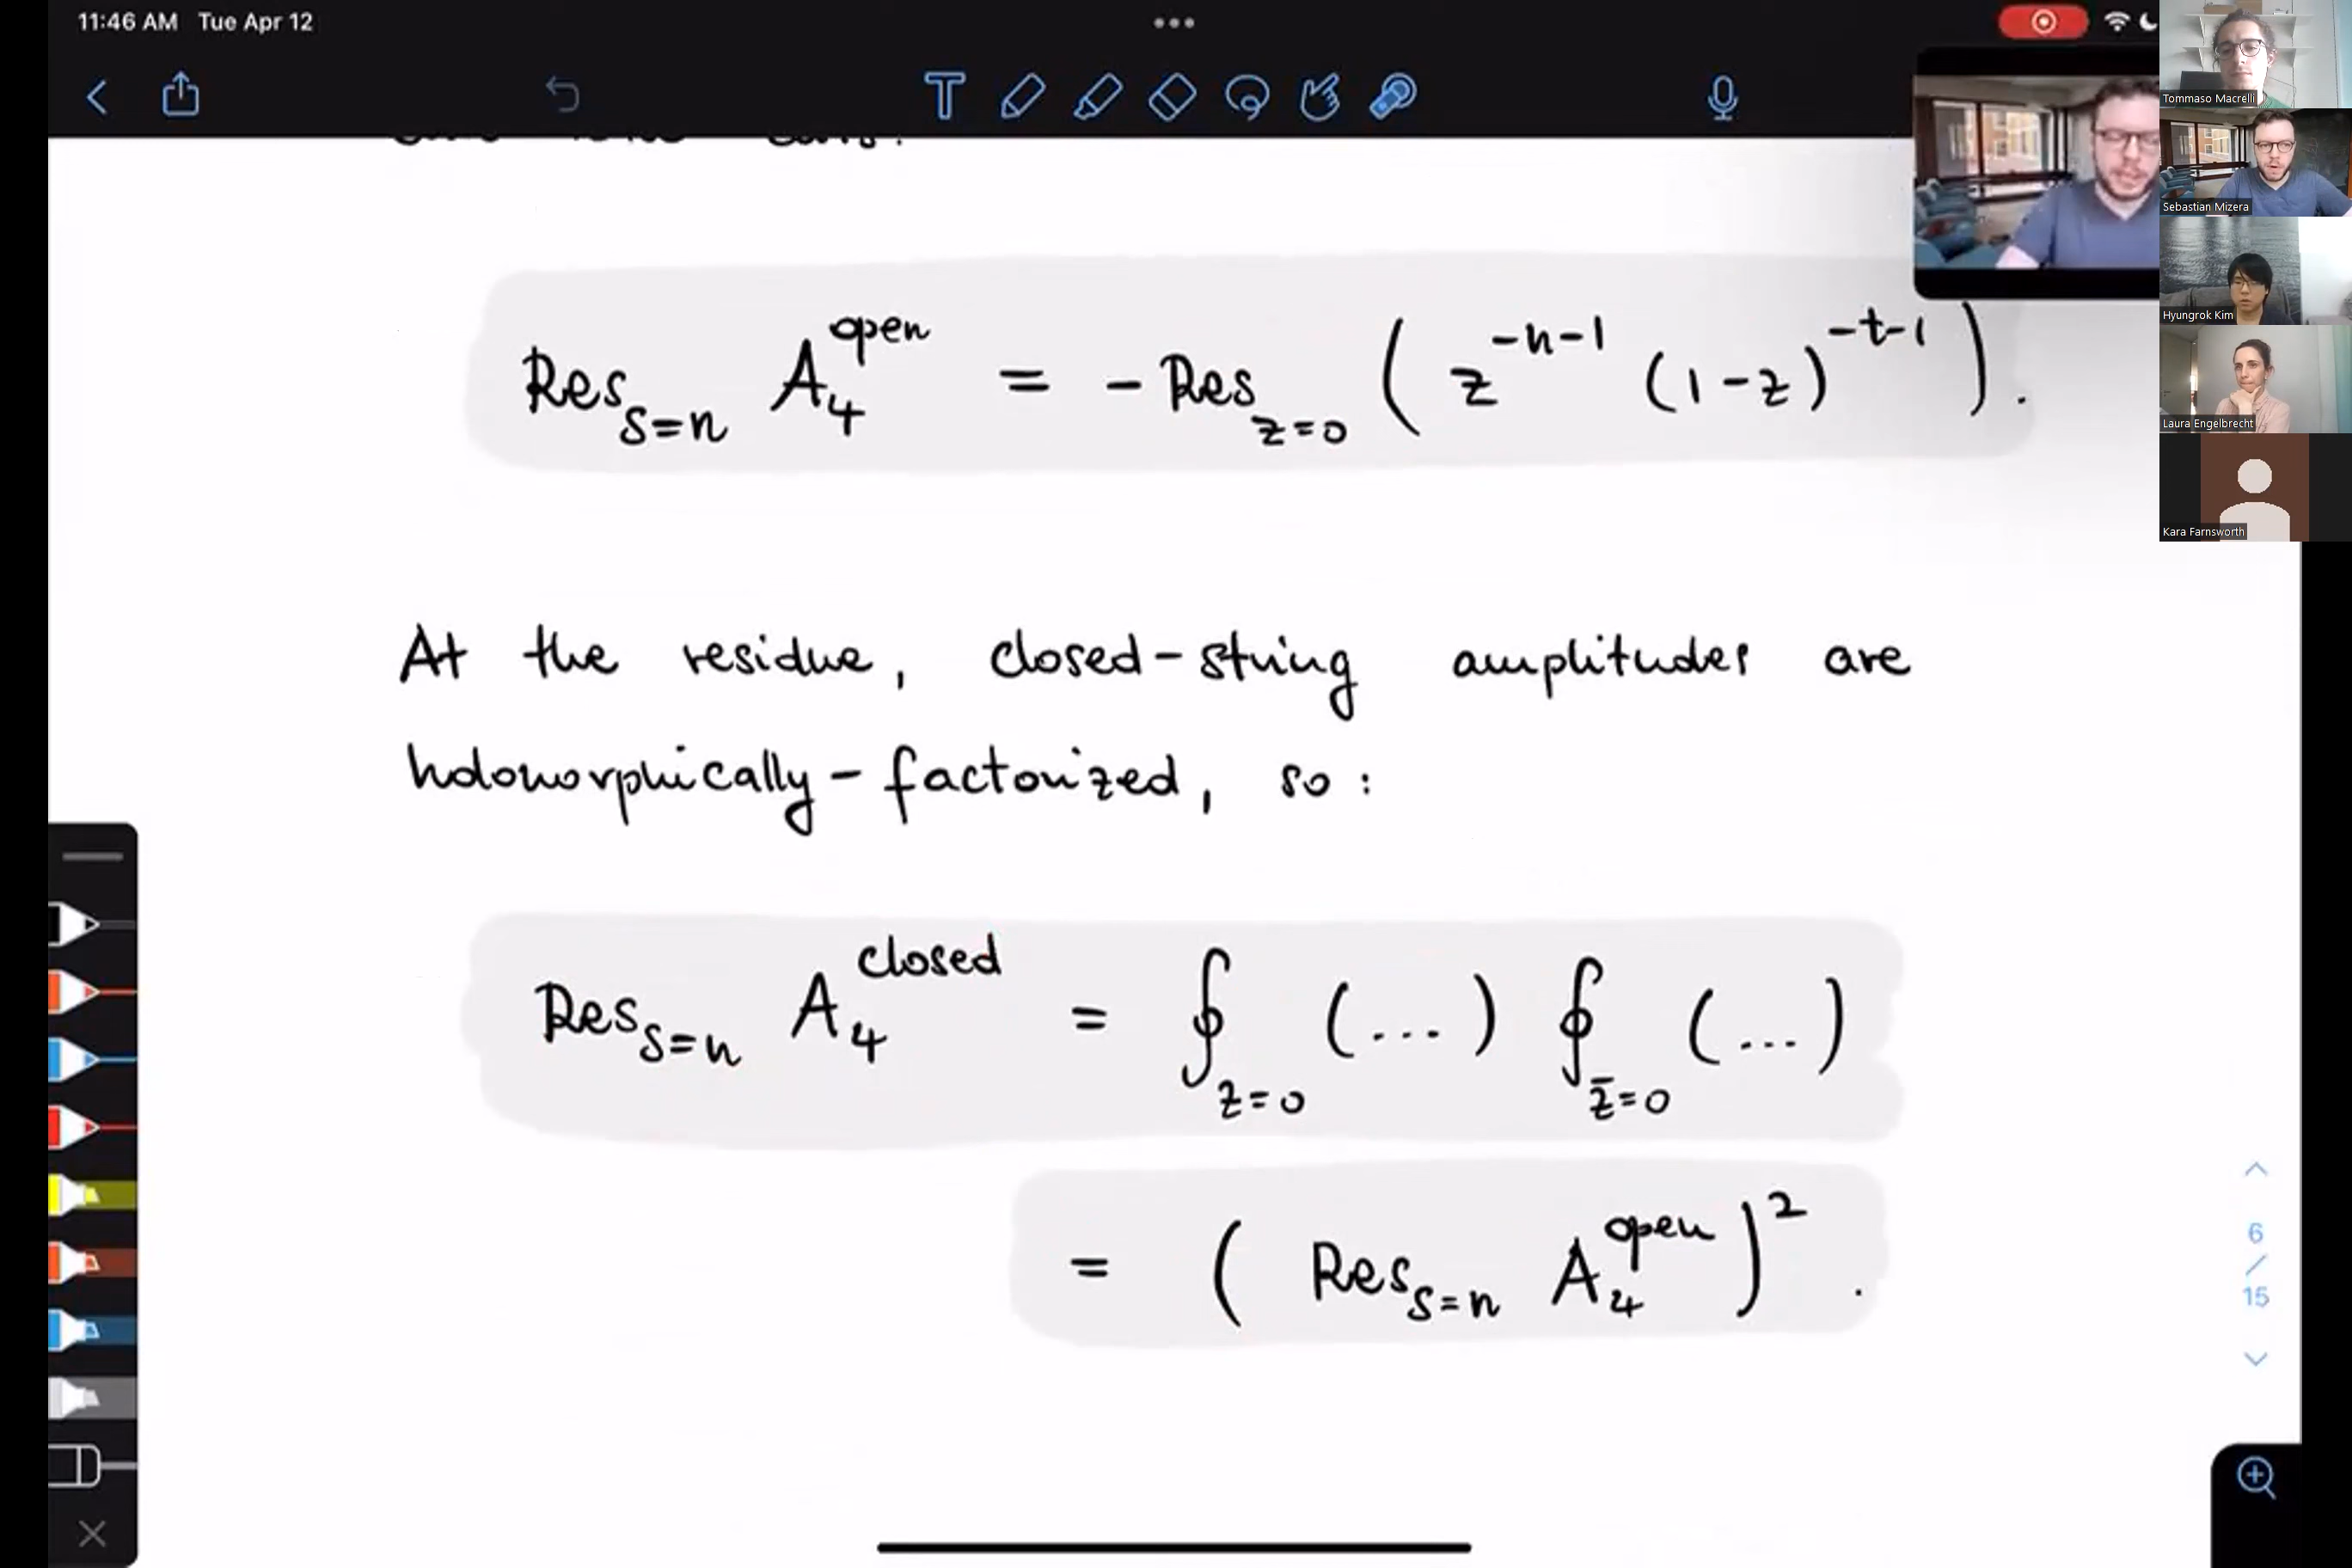 11:46 AM Tue Apr 12
Res_{s=n} A_4^{open} = - Res_{z=0} ( z^{-n-1} (1-z)^{-t-1} ).
At the residue, closed-string amplitudes are
holomorphically-factorized, so:
Res_{s=n} A_4^{closed} = ∮_{z=0} (...) ∮_{z̄=0} (...)
= ( Res_{s=n} A_4^{open} )^2 .
6
/
15
Tommaso Macrelli
Sebastian Mizera
Hyungrok Kim
Laura Engelbrecht
Kara Farnsworth